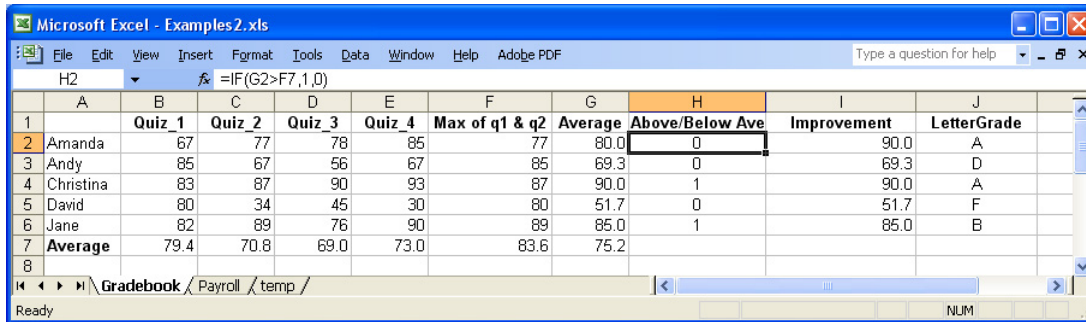 Microsoft Excel - Examples2.xls
File Edit View Insert Format Tools Data Window Help Adobe PDF Type a question for help
H2 fx =IF(G2>F7,1,0)
A B C D E F G H I J
1 Quiz_1 Quiz_2 Quiz_3 Quiz_4 Max of q1 & q2 Average Above/Below Ave Improvement LetterGrade
2 Amanda 67 77 78 85 77 80.0 0 90.0 A
3 Andy 85 67 56 67 85 69.3 0 69.3 D
4 Christina 83 87 90 93 87 90.0 1 90.0 A
5 David 80 34 45 30 80 51.7 0 51.7 F
6 Jane 82 89 76 90 89 85.0 1 85.0 B
7 Average 79.4 70.8 69.0 73.0 83.6 75.2
8
Gradebook / Payroll / temp /
Ready NUM